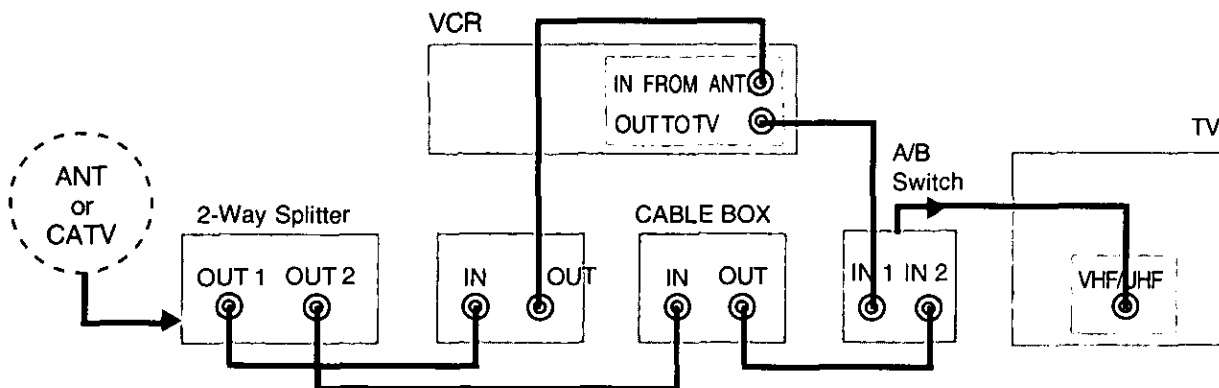 VCR
IN FROM ANT.
OUT TO TV
TV
A/B
Switch
ANT
or
CATV
2-Way Splitter
CABLE BOX
OUT 1 OUT 2
IN OUT
IN OUT
IN 1 IN 2
VHF/UHF